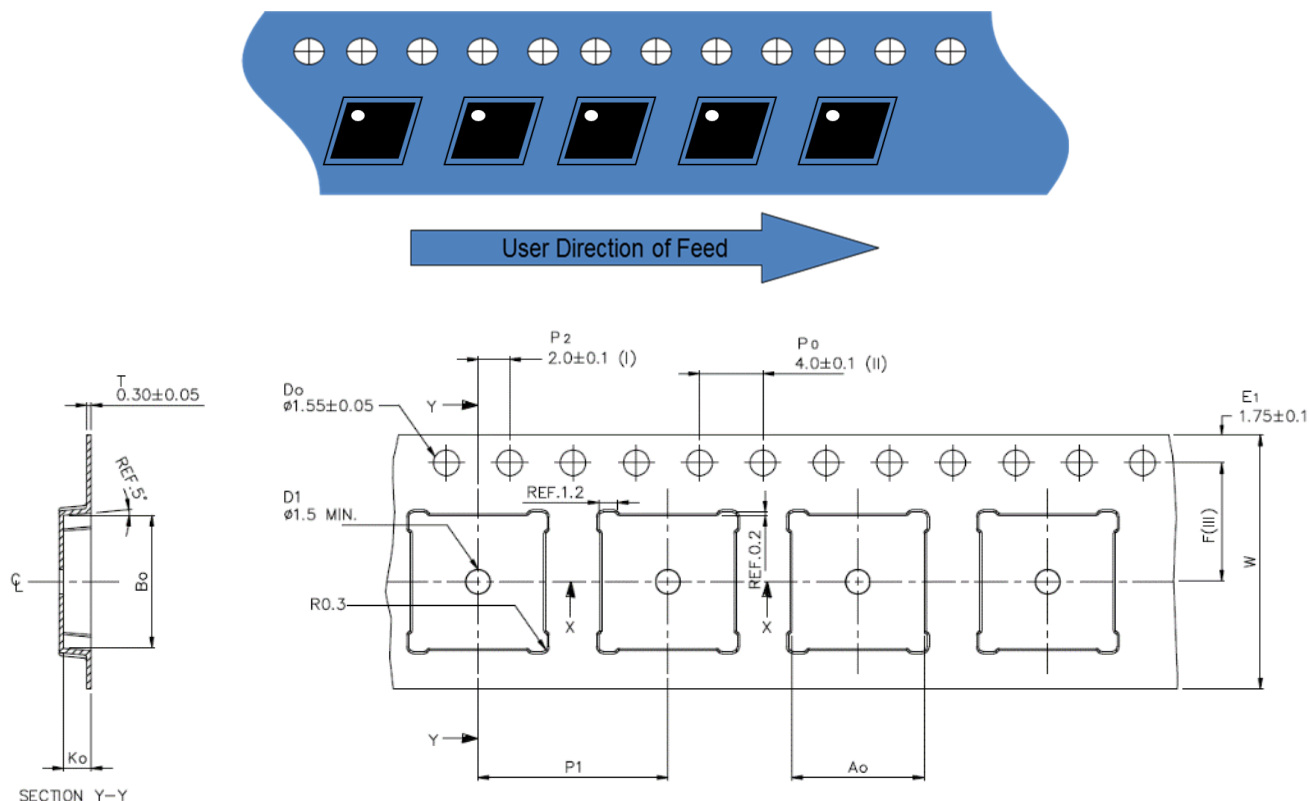 User Direction of Feed
P2
2.0±0.1 (I)
P0
4.0±0.1 (II)
T
0.30±0.05
Do
ø1.55±0.05
Y
E1
1.75±0.1
REF.5°
D1
ø1.5 MIN.
REF.1.2
REF.0.2
F(III)
W
Bo
R0.3
X
X
Y
Ko
P1
Ao
SECTION Y-Y